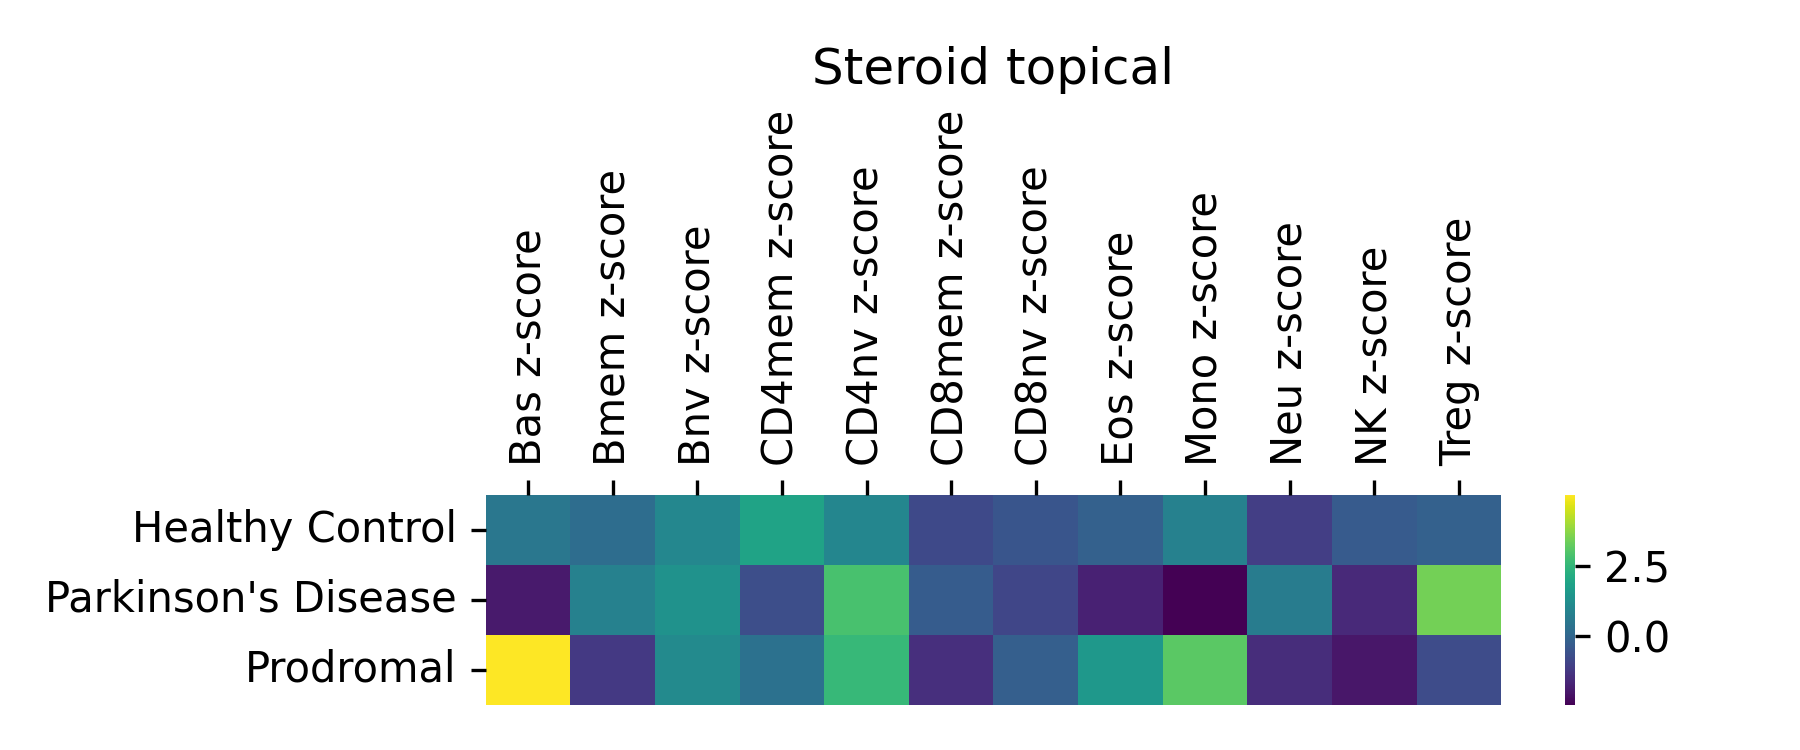 Steroid topical
Bas z-score
Bmem z-score
Bnv z-score
CD4mem z-score
CD4nv z-score
CD8mem z-score
CD8nv z-score
Eos z-score
Mono z-score
Neu z-score
NK z-score
Treg z-score
Healthy Control
Parkinson's Disease
Prodromal
2.5
0.0